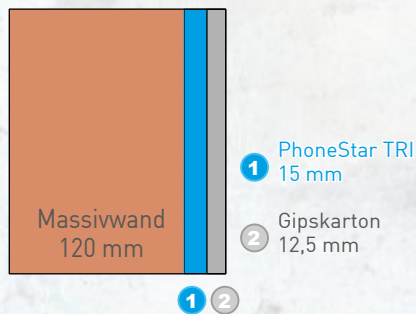 Massivwand
120 mm
1 PhoneStar TRI
15 mm
2 Gipskarton
12,5 mm
1 2